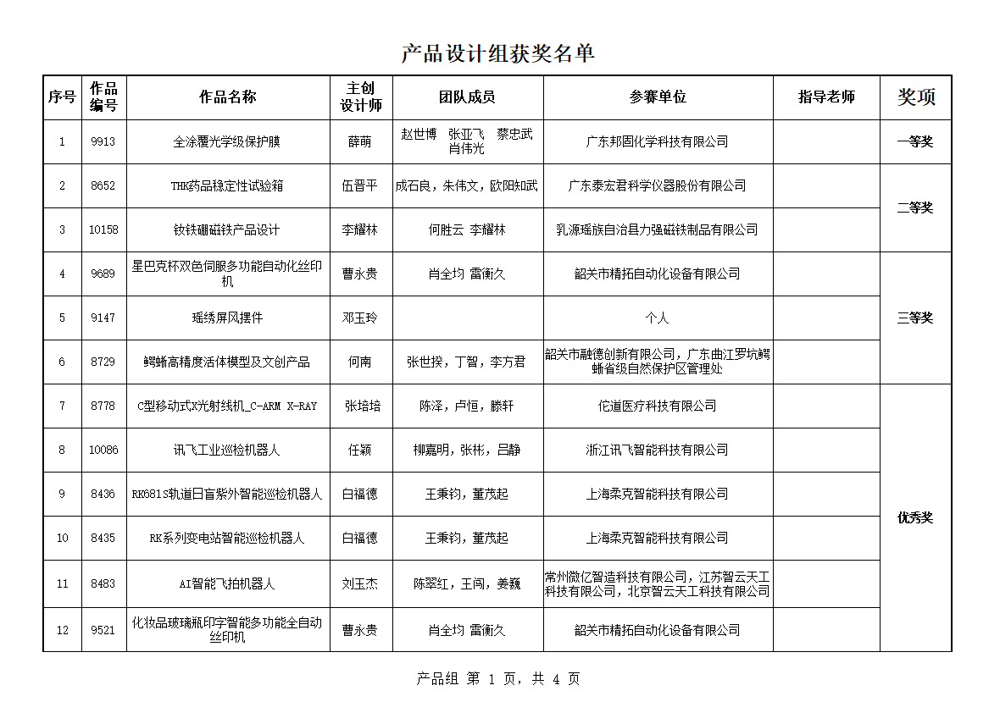 产品设计组获奖名单
序号 作品编号 作品名称 主创设计师 团队成员 参赛单位 指导老师 奖项
1 9913 全涂覆光学级保护膜 薛萌 赵世博 张亚飞 蔡忠武 肖伟光 广东邦固化学科技有限公司 一等奖
2 8652 THK药品稳定性试验箱 伍晋平 成石良，朱伟文，欧阳知武 广东泰宏君科学仪器股份有限公司 二等奖
3 10158 钕铁硼磁铁产品设计 李耀林 何胜云 李耀林 乳源瑶族自治县力强磁铁制品有限公司
4 9689 星巴克杯双色伺服多功能自动化丝印机 曹永贵 肖全均 雷衡久 韶关市精拓自动化设备有限公司
5 9147 瑶绣屏风摆件 邓玉玲 个人 三等奖
6 8729 鳄蜥高精度活体模型及文创产品 何南 张世揆，丁智，李方君 韶关市融德创新有限公司，广东曲江罗坑鳄蜥省级自然保护区管理处
7 8778 C型移动式X光射线机_C-ARM X-RAY 张培培 陈泽，卢恒，滕轩 佗道医疗科技有限公司
8 10086 讯飞工业巡检机器人 任颖 柳嘉明，张彬，吕静 浙江讯飞智能科技有限公司
9 8436 RK681S轨道日盲紫外智能巡检机器人 白福德 王秉钧，董茂起 上海柔克智能科技有限公司 优秀奖
10 8435 RK系列变电站智能巡检机器人 白福德 王秉钧，董茂起 上海柔克智能科技有限公司
11 8483 AI智能飞拍机器人 刘玉杰 陈翠红，王闯，姜巍 常州微亿智造科技有限公司，江苏智云天工科技有限公司，北京智云天工科技有限公司
12 9521 化妆品玻璃瓶印字智能多功能全自动丝印机 曹永贵 肖全均 雷衡久 韶关市精拓自动化设备有限公司
产品组 第 1 页，共 4 页